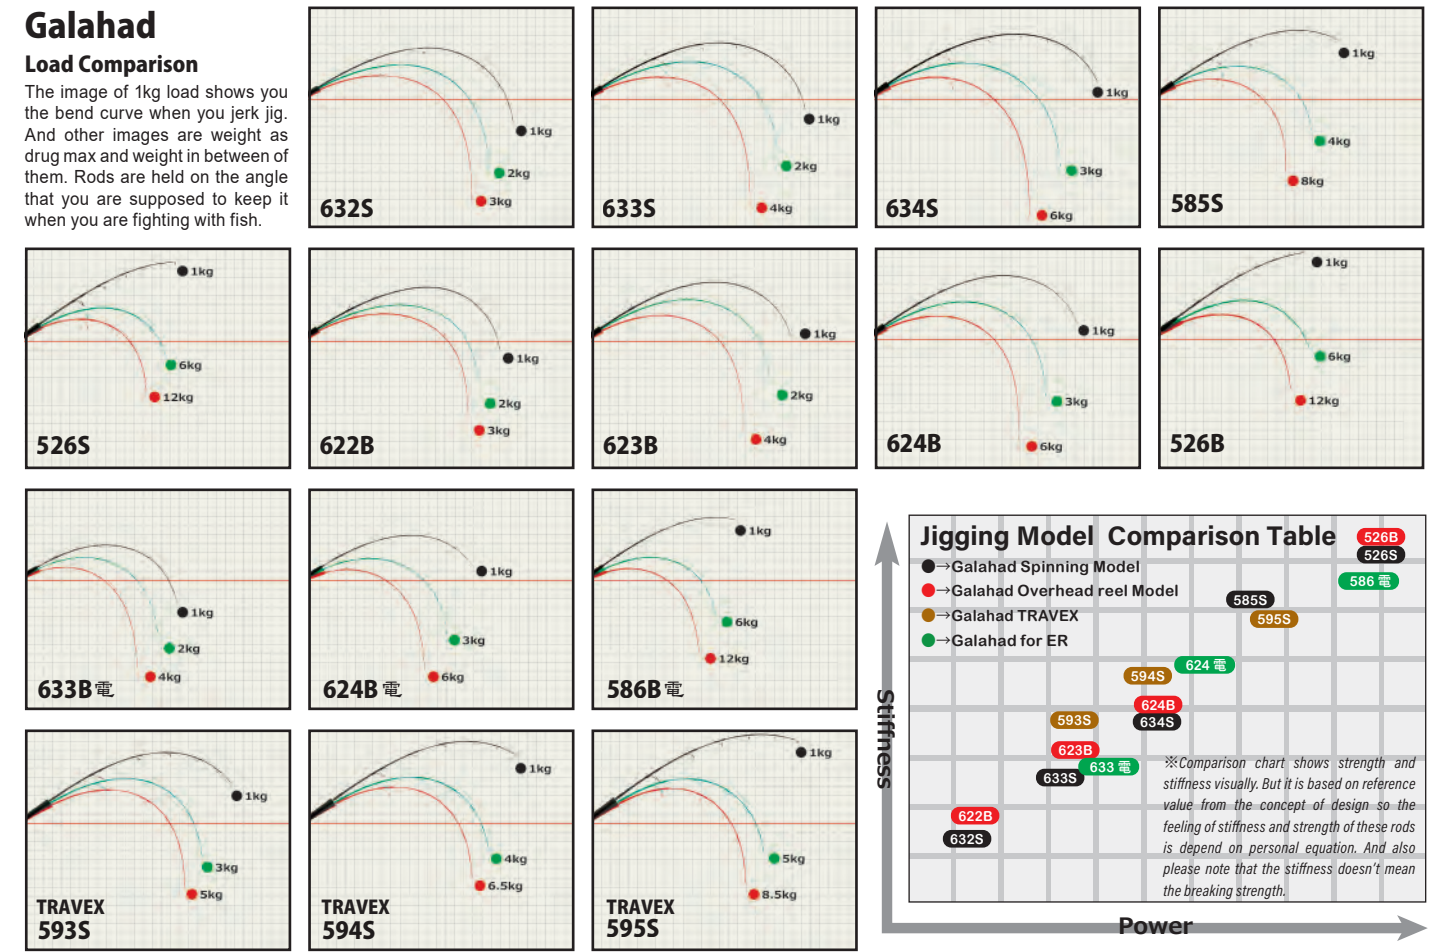 Galahad
Load Comparison
The image of 1kg load shows you
the bend curve when you jerk jig.
And other images are weight as
drug max and weight in between of
them. Rods are held on the angle
that you are supposed to keep it
when you are fighting with fish.
1kg
2kg
3kg
632S
1kg
2kg
4kg
633S
1kg
3kg
6kg
634S
1kg
4kg
8kg
585S
1kg
6kg
12kg
526S
1kg
2kg
3kg
622B
1kg
2kg
4kg
623B
1kg
3kg
6kg
624B
1kg
6kg
12kg
526B
1kg
2kg
4kg
633B電
1kg
3kg
6kg
624B電
1kg
6kg
12kg
586B電
1kg
3kg
5kg
TRAVEX
593S
1kg
4kg
6.5kg
TRAVEX
594S
1kg
5kg
8.5kg
TRAVEX
595S
Jigging Model Comparison Table
→Galahad Spinning Model
→Galahad Overhead reel Model
→Galahad TRAVEX
→Galahad for ER
526B
526S
586 電
585S
595S
624 電
594S
624B
634S
593S
623B
633 電
633S
622B
632S
※Comparison chart shows strength and
stiffness visually. But it is based on reference
value from the concept of design so the
feeling of stiffness and strength of these rods
is depend on personal equation. And also
please note that the stiffness doesn't mean
the breaking strength.
Stiffness
Power